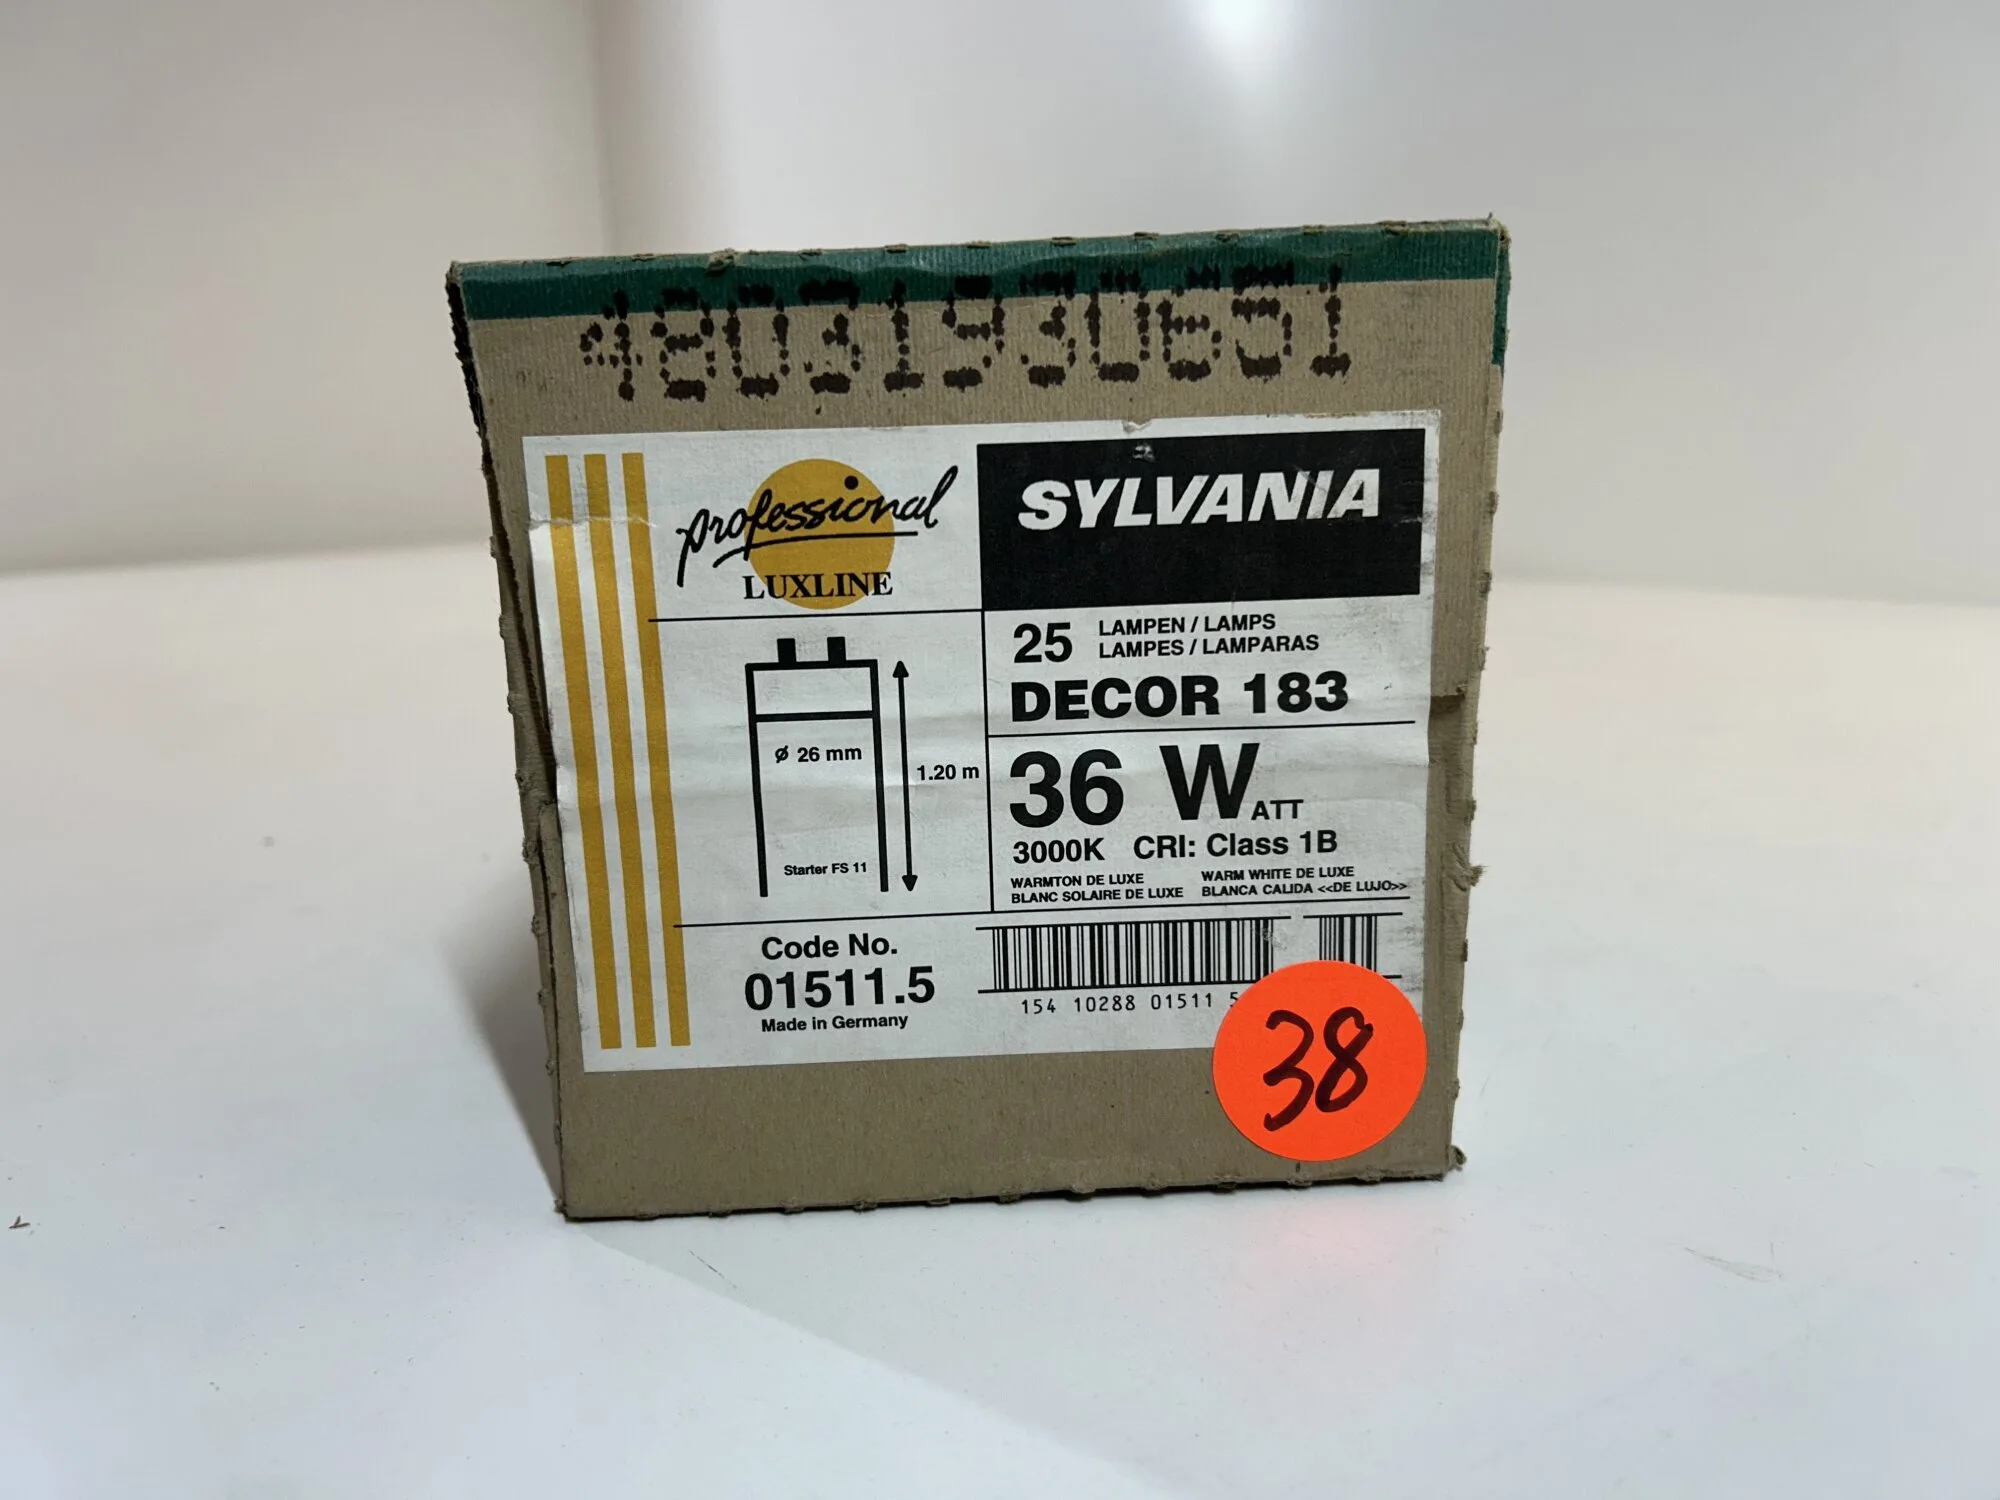 48031930651
professional
LUXLINE
SYLVANIA
25 LAMPEN / LAMPS
LAMPES / LAMPARAS
DECOR 183
ø 26 mm
1.20 m
Starter FS 11
36 WATT
3000K CRI: Class 1B
WARMTON DE LUXE WARM WHITE DE LUXE
BLANC SOLAIRE DE LUXE BLANCA CALIDA <<DE LUJO>>
Code No.
01511.5
Made in Germany
154 10288 01511 5
38